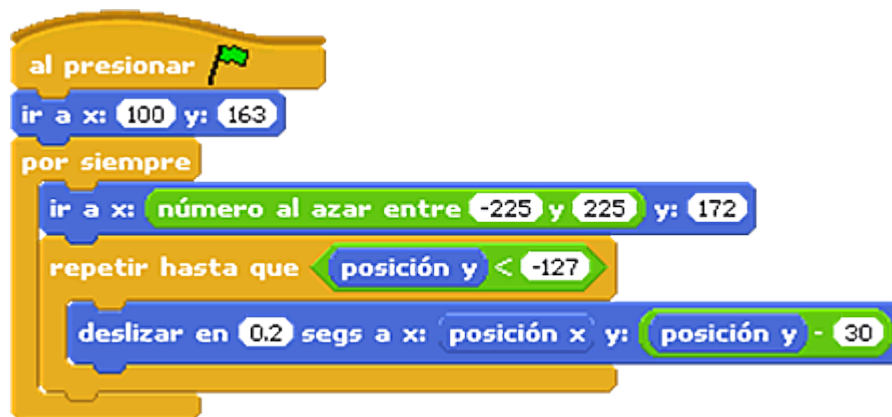 al presionar
ir a x: 100 y: 163
por siempre
ir a x: número al azar entre -225 y 225 y: 172
repetir hasta que posición y < -127
deslizar en 0.2 segs a x: posición x y: posición y - 30